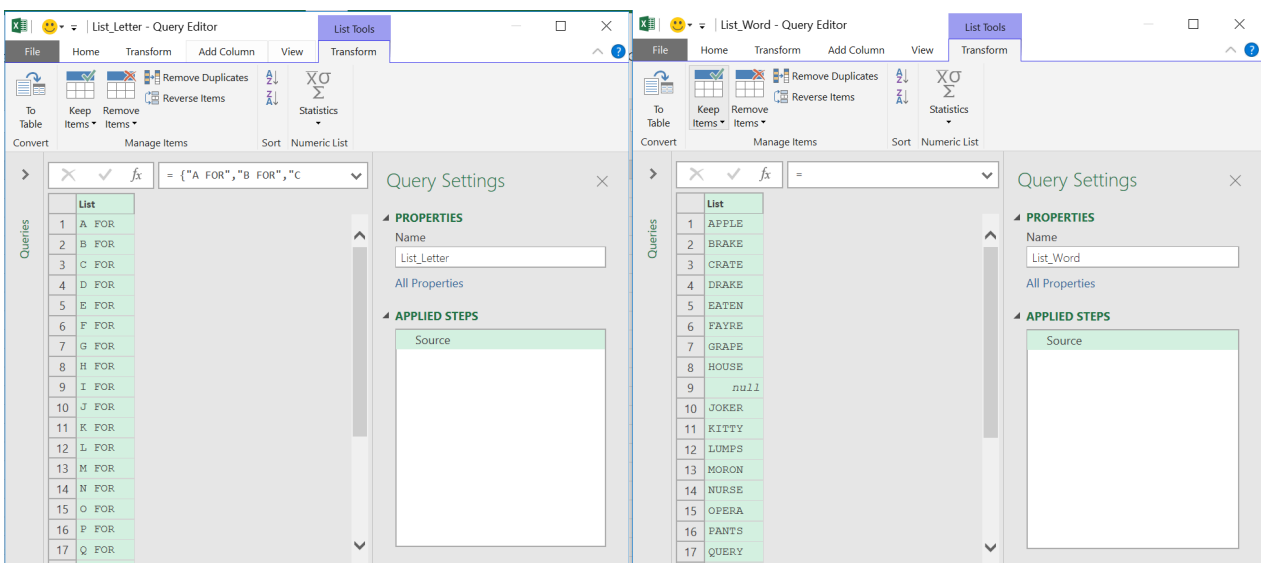 List_Letter - Query Editor
List Tools
File Home Transform Add Column View Transform
To Table
Keep Items
Remove Items
Remove Duplicates
Reverse Items
Statistics
Convert Manage Items Sort Numeric List
Queries
fx = {"A FOR","B FOR","C
List
1 A FOR
2 B FOR
3 C FOR
4 D FOR
5 E FOR
6 F FOR
7 G FOR
8 H FOR
9 I FOR
10 J FOR
11 K FOR
12 L FOR
13 M FOR
14 N FOR
15 O FOR
16 P FOR
17 Q FOR
Query Settings
PROPERTIES
Name
List_Letter
All Properties
APPLIED STEPS
Source
List_Word - Query Editor
List Tools
File Home Transform Add Column View Transform
To Table
Keep Items
Remove Items
Remove Duplicates
Reverse Items
Statistics
Convert Manage Items Sort Numeric List
Queries
fx =
List
1 APPLE
2 BRAKE
3 CRATE
4 DRAKE
5 EATEN
6 FAYRE
7 GRAPE
8 HOUSE
9 null
10 JOKER
11 KITTY
12 LUMPS
13 MORON
14 NURSE
15 OPERA
16 PANTS
17 QUERY
Query Settings
PROPERTIES
Name
List_Word
All Properties
APPLIED STEPS
Source